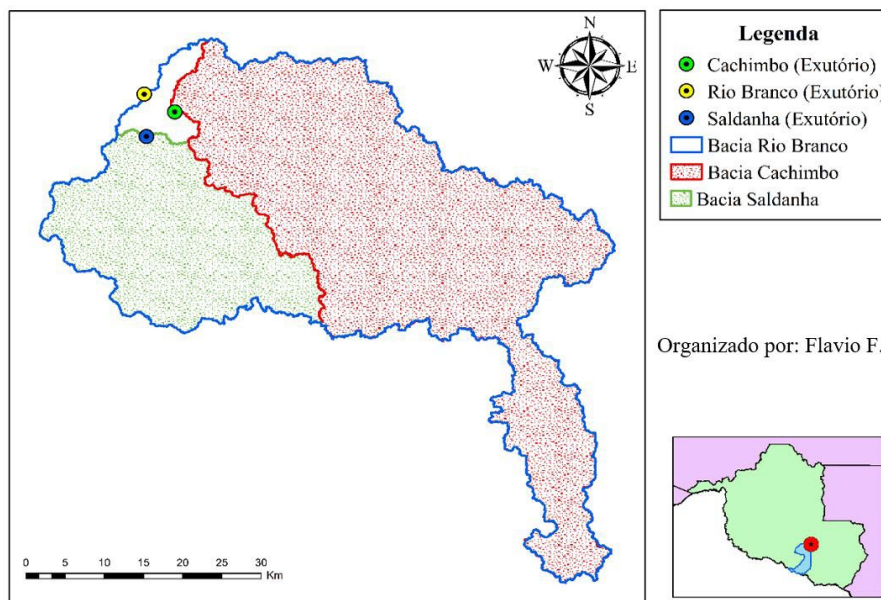 N
W E
S
Legenda
Cachimbo (Exutório)
Rio Branco (Exutório)
Saldanha (Exutório)
Bacia Rio Branco
Bacia Cachimbo
Bacia Saldanha
Organizado por: Flavio F.
0 5 10 15 20 25 30
Km